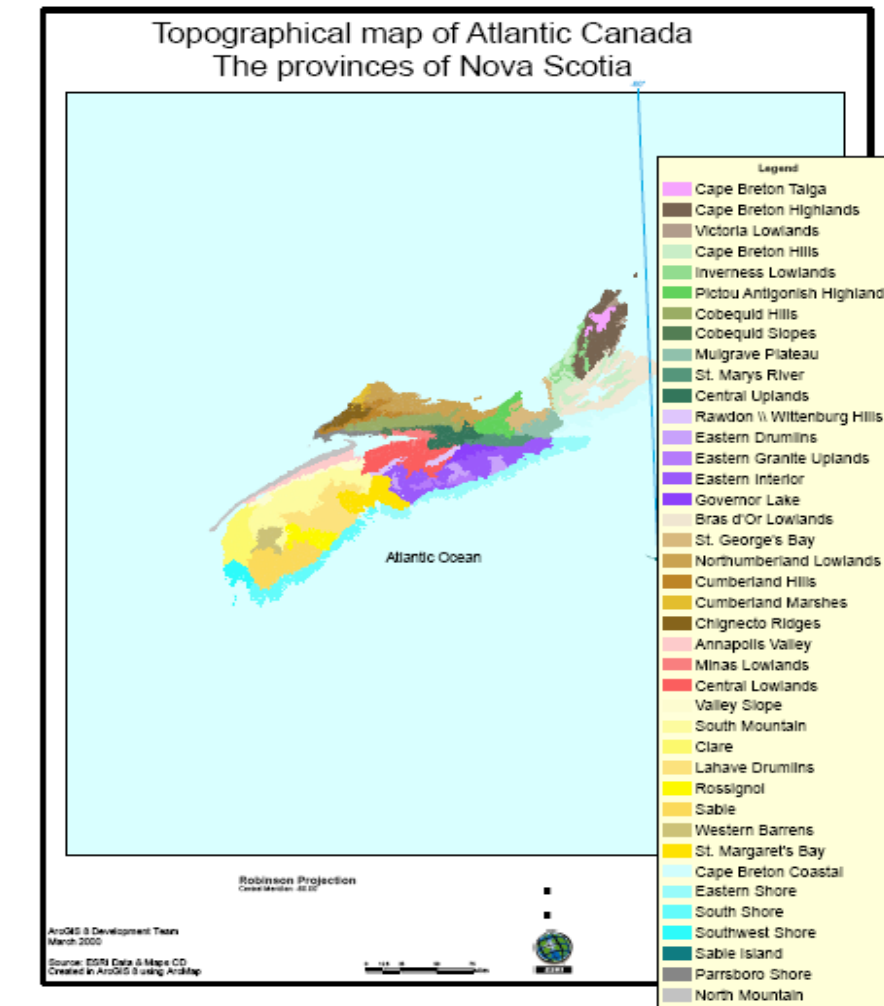 Topographical map of Atlantic Canada
The provinces of Nova Scotia
Legend
Cape Breton Taiga
Cape Breton Highlands
Victoria Lowlands
Cape Breton Hills
Inverness Lowlands
Pictou Antigonish Highland
Cobequid Hills
Cobequid Slopes
Mulgrave Plateau
St. Marys River
Central Uplands
Rawdon \\ Wittenburg Hills
Eastern Drumlins
Eastern Granite Uplands
Eastern Interior
Governor Lake
Bras d'Or Lowlands
St. George's Bay
Northumberland Lowlands
Cumberland Hills
Cumberland Marshes
Chignecto Ridges
Annapolis Valley
Minas Lowlands
Central Lowlands
Valley Slope
South Mountain
Clare
Lahave Drumlins
Rossignol
Sable
Western Barrens
St. Margaret's Bay
Cape Breton Coastal
Eastern Shore
South Shore
Southwest Shore
Sable Island
Parrsboro Shore
North Mountain
Atlantic Ocean
Robinson Projection
Central Meridian -60.00
ArcGIS 8 Development Team
March 2000
Source: ESRI Data & Maps CD
Created in ArcGIS 8 using ArcMap
ESRI